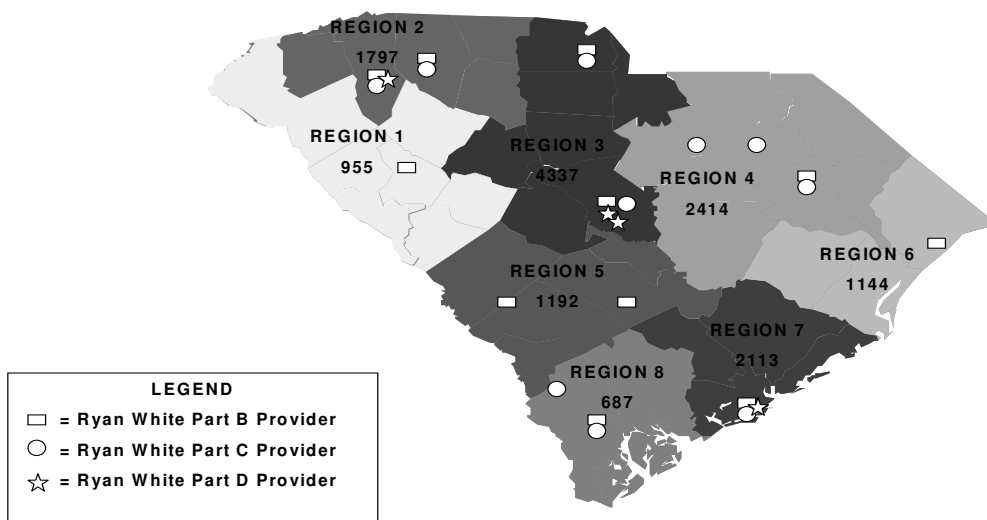 REGION 2
1797
REGION 1
955
REGION 3
4337
REGION 4
2414
REGION 5
1192
REGION 6
1144
REGION 7
2113
REGION 8
687
LEGEND
= Ryan White Part B Provider
= Ryan White Part C Provider
= Ryan White Part D Provider